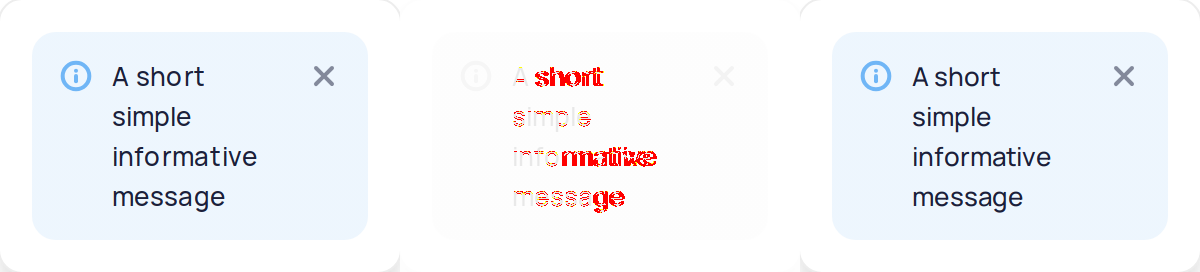 A short
simple
informative
message
A short
simple
informative
message
A short
simple
informative
message